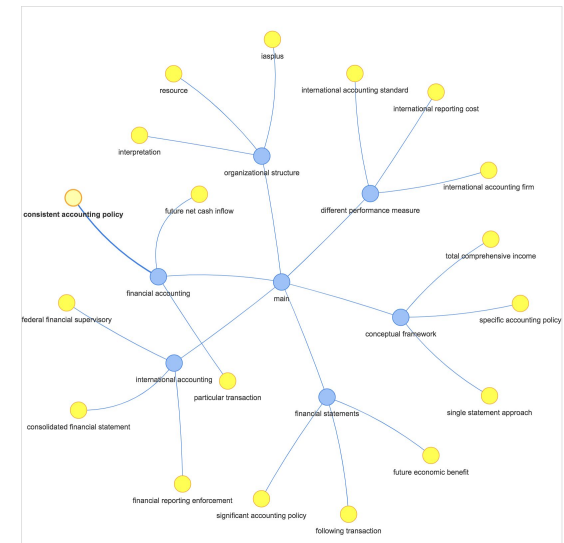 iasplus
resource
international accounting standard
international reporting cost
interpretation
organizational structure
international accounting firm
different performance measure
consistent accounting policy
future net cash inflow
total comprehensive income
financial accounting
main
federal financial supervisory
specific accounting policy
conceptual framework
international accounting
particular transaction
single statement approach
consolidated financial statement
financial statements
future economic benefit
financial reporting enforcement
significant accounting policy
following transaction